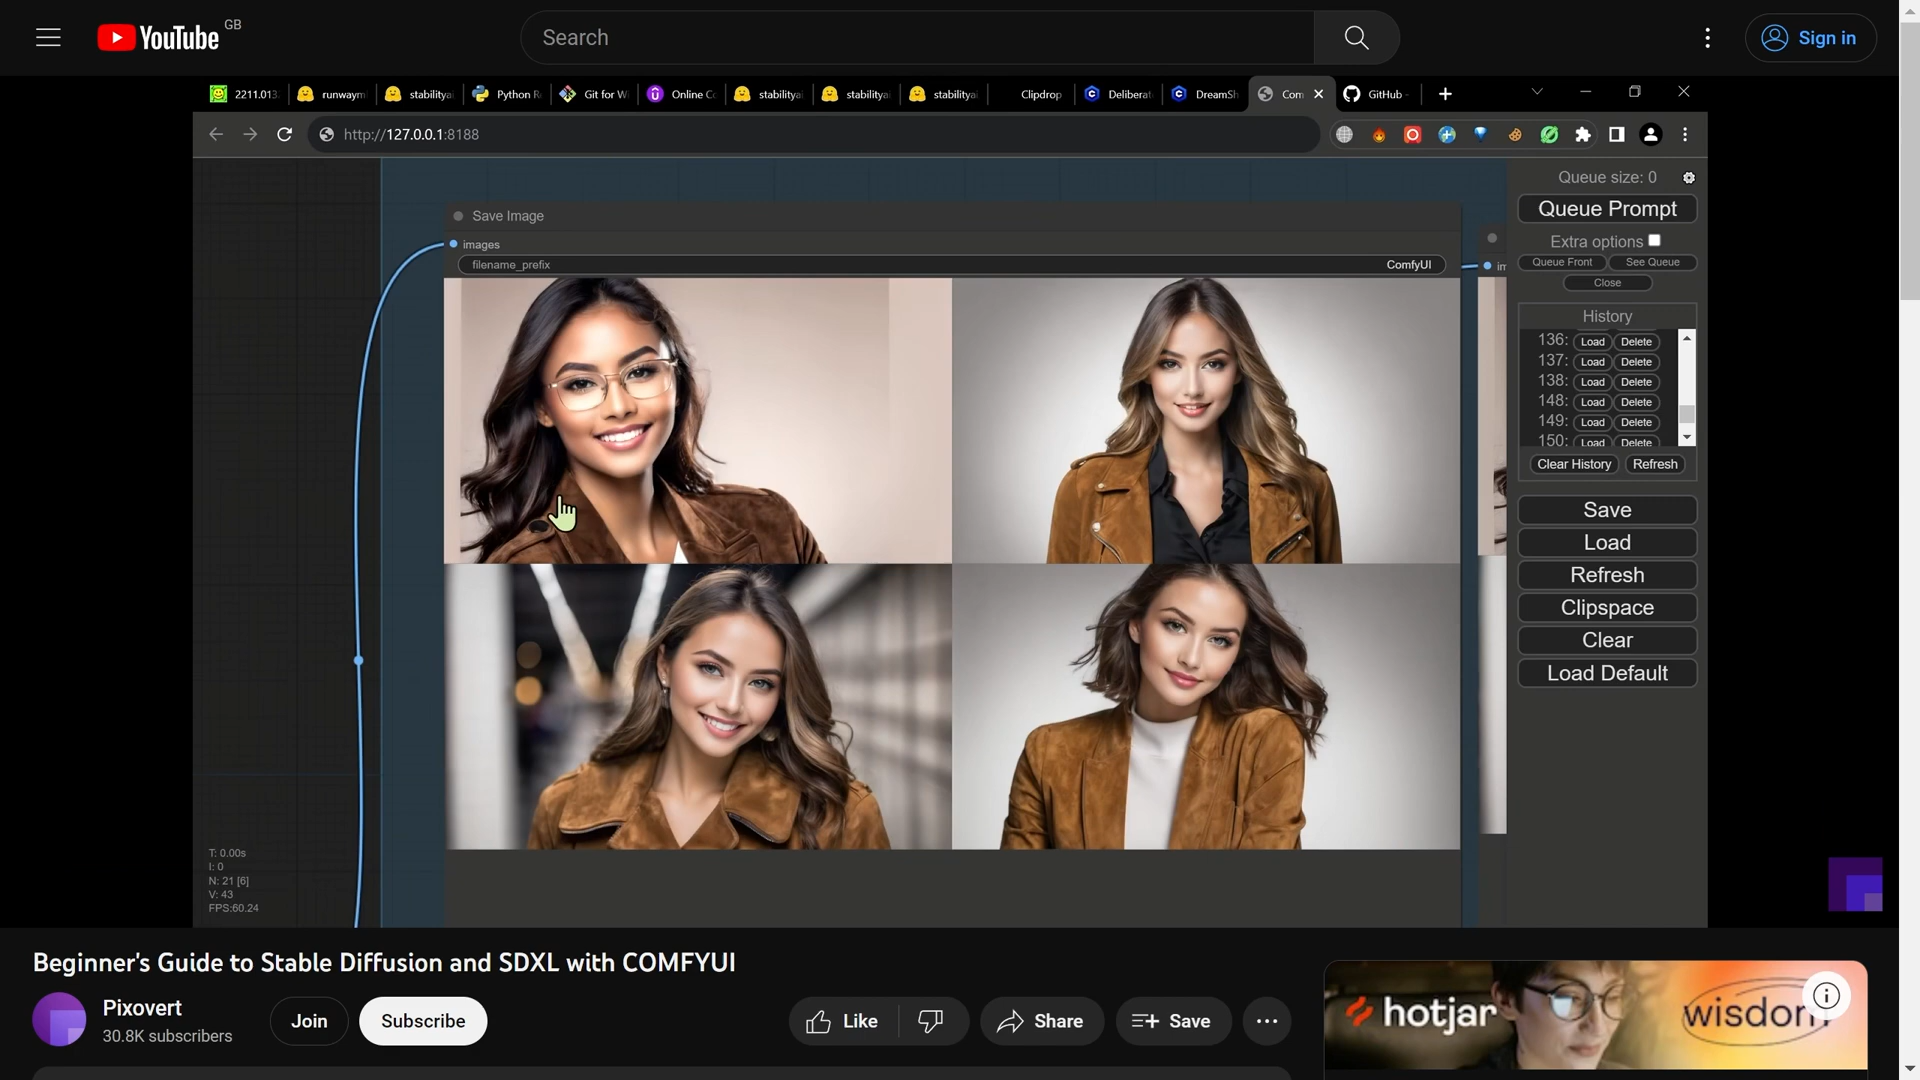 YouTube GB
Search
Sign in
2211.013
runwaym
stabilityai
Python R
Git for Wi
Online Co
stabilityai
stabilityai
stabilityai
Clipdrop
Deliberat
DreamSh
Com
GitHub -
http://127.0.0.1:8188
Save Image
images
filename_prefix
ComfyUI
im
Queue size: 0
Queue Prompt
Extra options
Queue Front
See Queue
Close
History
136: Load Delete
137: Load Delete
138: Load Delete
148: Load Delete
149: Load Delete
150: Load Delete
Clear History
Refresh
Save
Load
Refresh
Clipspace
Clear
Load Default
T: 0.00s
I: 0
N: 21 [6]
V: 43
FPS:60.24
Beginner's Guide to Stable Diffusion and SDXL with COMFYUI
Pixovert
30.8K subscribers
Join
Subscribe
Like
Share
Save
hotjar
wisdom